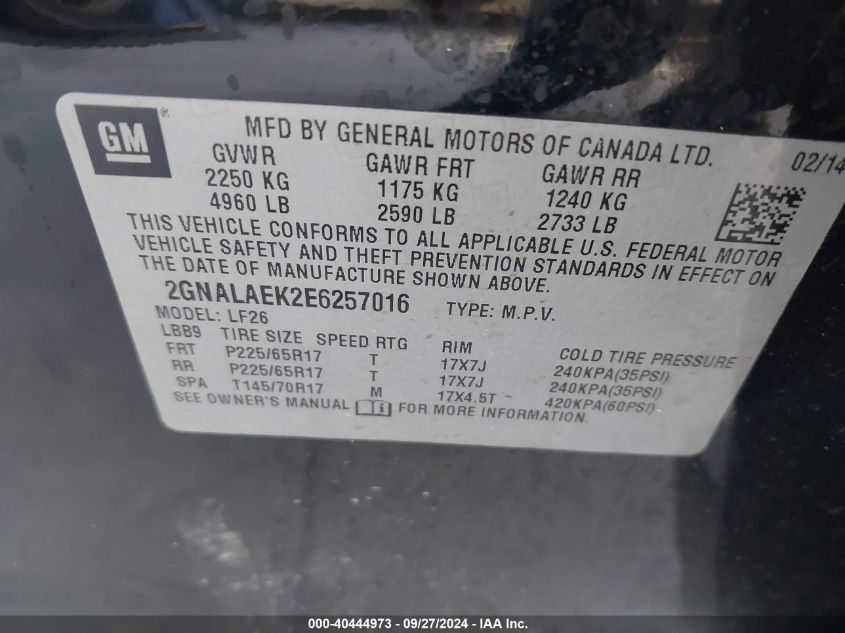 GM ®
MFD BY GENERAL MOTORS OF CANADA LTD. 02/14
GVWR GAWR FRT GAWR RR
2250 KG 1175 KG 1240 KG
4960 LB 2590 LB 2733 LB
THIS VEHICLE CONFORMS TO ALL APPLICABLE U.S. FEDERAL MOTOR
VEHICLE SAFETY AND THEFT PREVENTION STANDARDS IN EFFECT ON
THE DATE OF MANUFACTURE SHOWN ABOVE.
2GNALAEK2E6257016 TYPE: M.P.V.
MODEL: LF26
LBB9 TIRE SIZE SPEED RTG RIM COLD TIRE PRESSURE
FRT P225/65R17 T 17X7J 240KPA(35PSI)
RR P225/65R17 T 17X7J 240KPA(35PSI)
SPA T145/70R17 M 17X4.5T 420KPA(60PSI)
SEE OWNER'S MANUAL FOR MORE INFORMATION.
000-40444973 - 09/27/2024 - IAAI.com